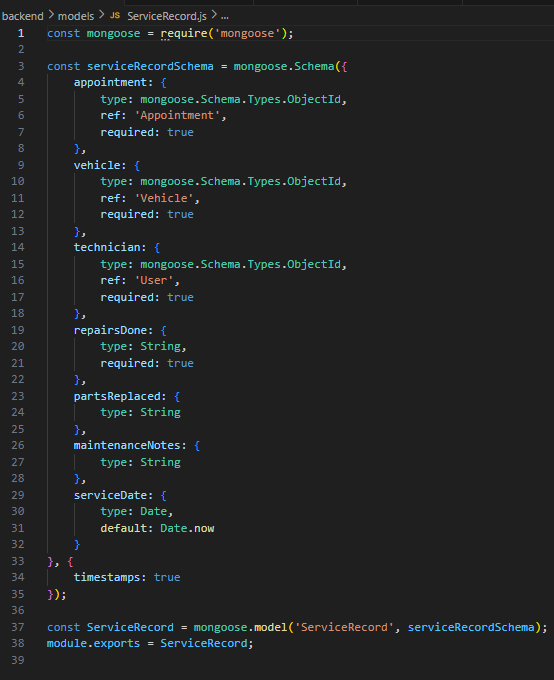 backend > models > JS ServiceRecord.js > ...
1 const mongoose = require('mongoose');
2
3 const serviceRecordSchema = mongoose.Schema({
4     appointment: {
5         type: mongoose.Schema.Types.ObjectId,
6         ref: 'Appointment',
7         required: true
8     },
9     vehicle: {
10         type: mongoose.Schema.Types.ObjectId,
11         ref: 'Vehicle',
12         required: true
13     },
14     technician: {
15         type: mongoose.Schema.Types.ObjectId,
16         ref: 'User',
17         required: true
18     },
19     repairsDone: {
20         type: String,
21         required: true
22     },
23     partsReplaced: {
24         type: String
25     },
26     maintenanceNotes: {
27         type: String
28     },
29     serviceDate: {
30         type: Date,
31         default: Date.now
32     }
33 }, {
34     timestamps: true
35 });
36
37 const ServiceRecord = mongoose.model('ServiceRecord', serviceRecordSchema);
38 module.exports = ServiceRecord;
39